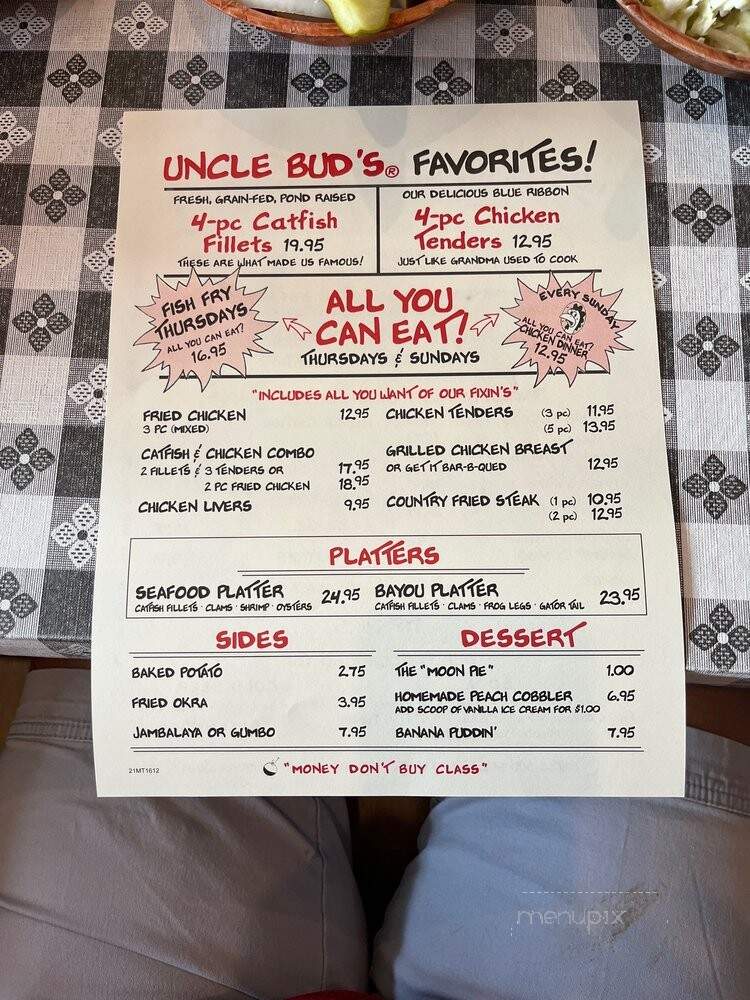 UNCLE BUD'S® FAVORITES!
FRESH, GRAIN-FED, POND RAISED
4-pc Catfish
Fillets 19.95
THESE ARE WHAT MADE US FAMOUS!
OUR DELICIOUS BLUE RIBBON
4-pc Chicken
Tenders 12.95
JUST LIKE GRANDMA USED TO COOK
FISH FRY
THURSDAYS
ALL YOU CAN EAT?
16.95
ALL YOU
CAN EAT!
THURSDAYS & SUNDAYS
EVERY SUNDAY
ALL YOU CAN EAT?
CHICKEN DINNER
12.95
"INCLUDES ALL YOU WANT OF OUR FIXIN'S"
FRIED CHICKEN 12.95
3 PC (MIXED)
CATFISH & CHICKEN COMBO
2 FILLETS & 3 TENDERS OR 17.95
2 PC FRIED CHICKEN 18.95
CHICKEN LIVERS 9.95
CHICKEN TENDERS (3 pc) 11.95
(5 pc) 13.95
GRILLED CHICKEN BREAST
OR GET IT BAR-B-QUED 12.95
COUNTRY FRIED STEAK (1 pc) 10.95
(2 pc) 12.95
PLATTERS
SEAFOOD PLATTER 24.95
CATFISH FILLETS · CLAMS · SHRIMP · OYSTERS
BAYOU PLATTER 23.95
CATFISH FILLETS · CLAMS · FROG LEGS · GATOR TAIL
SIDES
BAKED POTATO 2.75
FRIED OKRA 3.95
JAMBALAYA OR GUMBO 7.95
DESSERT
THE "MOON PIE" 1.00
HOMEMADE PEACH COBBLER 6.95
ADD SCOOP OF VANILLA ICE CREAM FOR $1.00
BANANA PUDDIN' 7.95
21MT1612
"MONEY DON'T BUY CLASS"
menupix